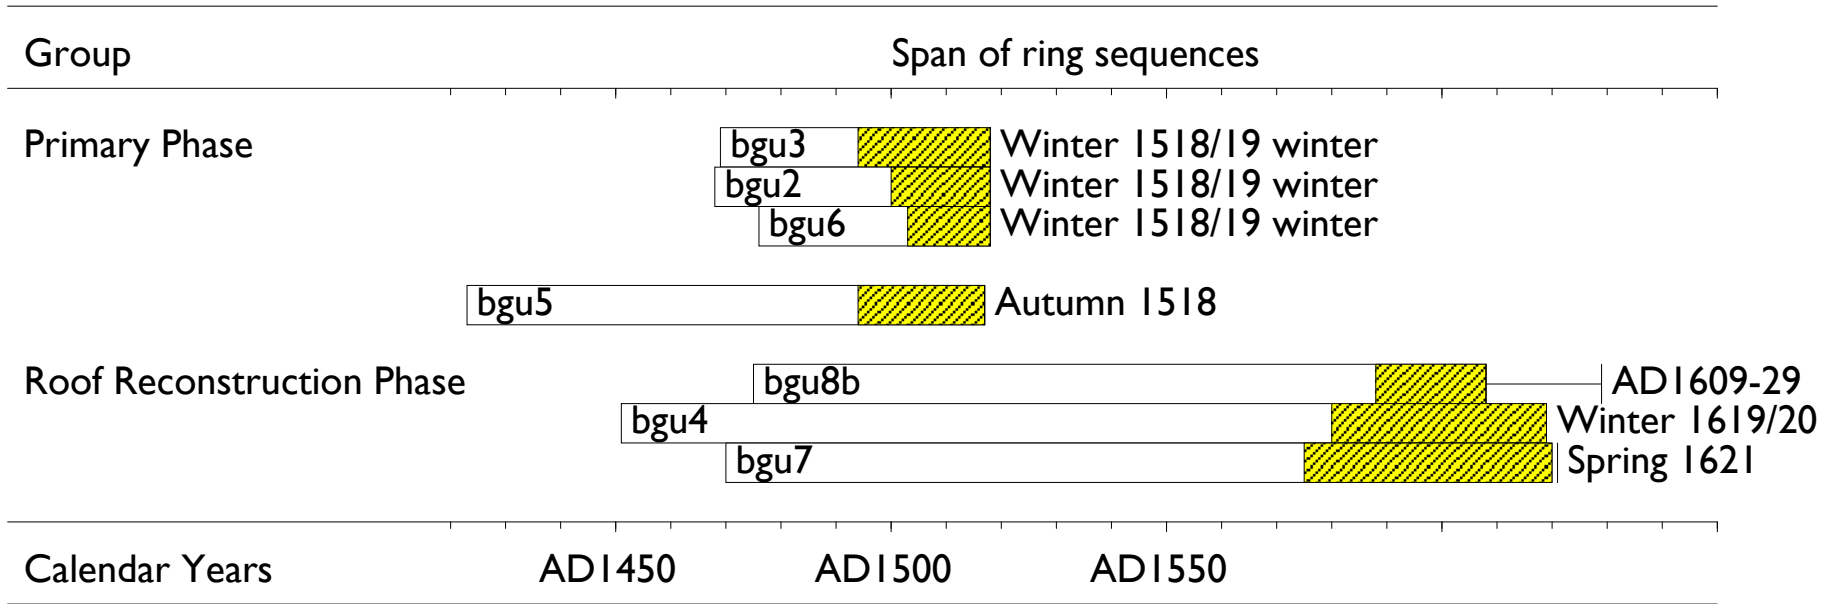 Group Span of ring sequences
Primary Phase bgu3 Winter 1518/19 winter
bgu2 Winter 1518/19 winter
bgu6 Winter 1518/19 winter
bgu5 Autumn 1518
Roof Reconstruction Phase bgu8b AD1609-29
bgu4 Winter 1619/20
bgu7 Spring 1621
Calendar Years AD1450 AD1500 AD1550